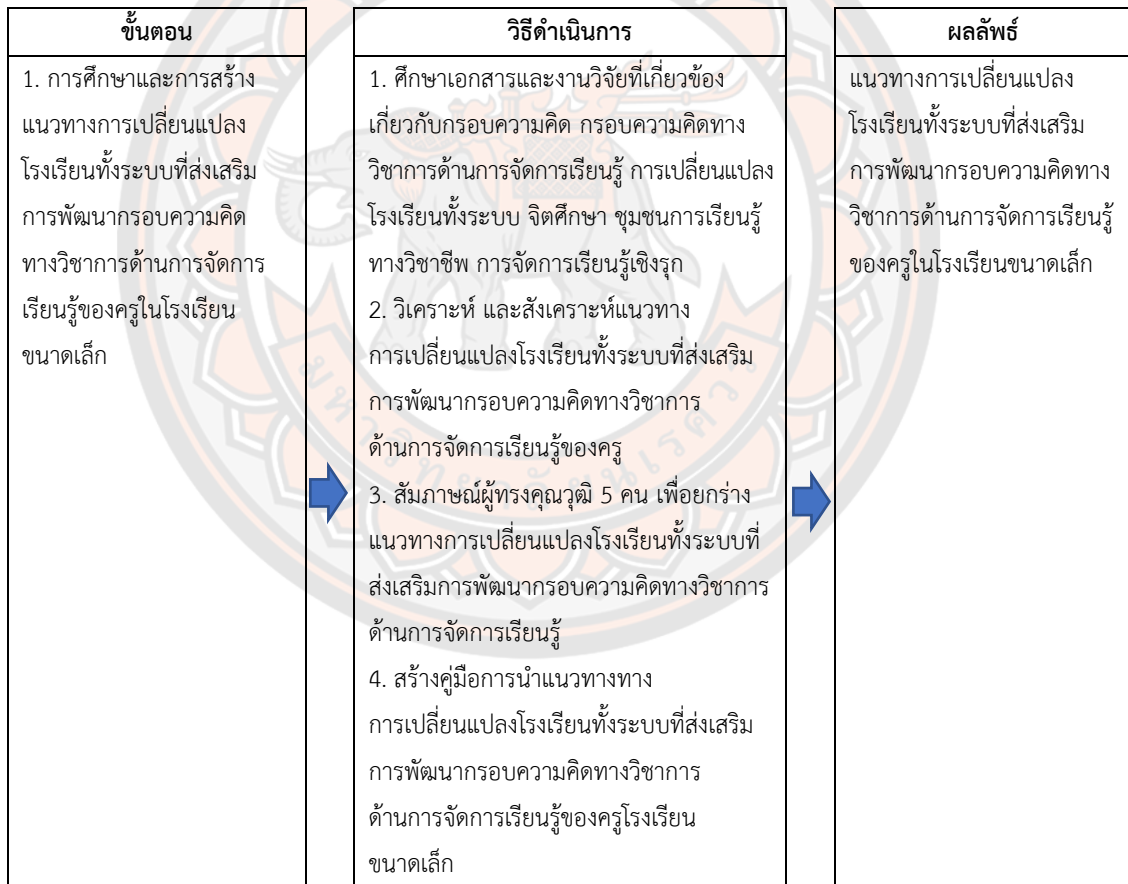 ขั้นตอน
1. การศึกษาและการสร้าง
แนวทางการเปลี่ยนแปลง
โรงเรียนทั้งระบบที่ส่งเสริม
การพัฒนากรอบความคิด
ทางวิชาการด้านการจัดการ
เรียนรู้ของครูในโรงเรียน
ขนาดเล็ก
วิธีดำเนินการ
1. ศึกษาเอกสารและงานวิจัยที่เกี่ยวข้อง
เกี่ยวกับกรอบความคิด กรอบความคิดทาง
วิชาการด้านการจัดการเรียนรู้ การเปลี่ยนแปลง
โรงเรียนทั้งระบบ จิตศึกษา ชุมชนการเรียนรู้
ทางวิชาชีพ การจัดการเรียนรู้เชิงรุก
2. วิเคราะห์ และสังเคราะห์แนวทาง
การเปลี่ยนแปลงโรงเรียนทั้งระบบที่ส่งเสริม
การพัฒนากรอบความคิดทางวิชาการ
ด้านการจัดการเรียนรู้ของครู
3. สัมภาษณ์ผู้ทรงคุณวุฒิ 5 คน เพื่อยกร่าง
แนวทางการเปลี่ยนแปลงโรงเรียนทั้งระบบที่
ส่งเสริมการพัฒนากรอบความคิดทางวิชาการ
ด้านการจัดการเรียนรู้
4. สร้างคู่มือการนำแนวทางทาง
การเปลี่ยนแปลงโรงเรียนทั้งระบบที่ส่งเสริม
การพัฒนากรอบความคิดทางวิชาการ
ด้านการจัดการเรียนรู้ของครูโรงเรียน
ขนาดเล็ก
ผลลัพธ์
แนวทางการเปลี่ยนแปลง
โรงเรียนทั้งระบบที่ส่งเสริม
การพัฒนากรอบความคิดทาง
วิชาการด้านการจัดการเรียนรู้
ของครูในโรงเรียนขนาดเล็ก
มหาวิทยาลัยนเรศวร